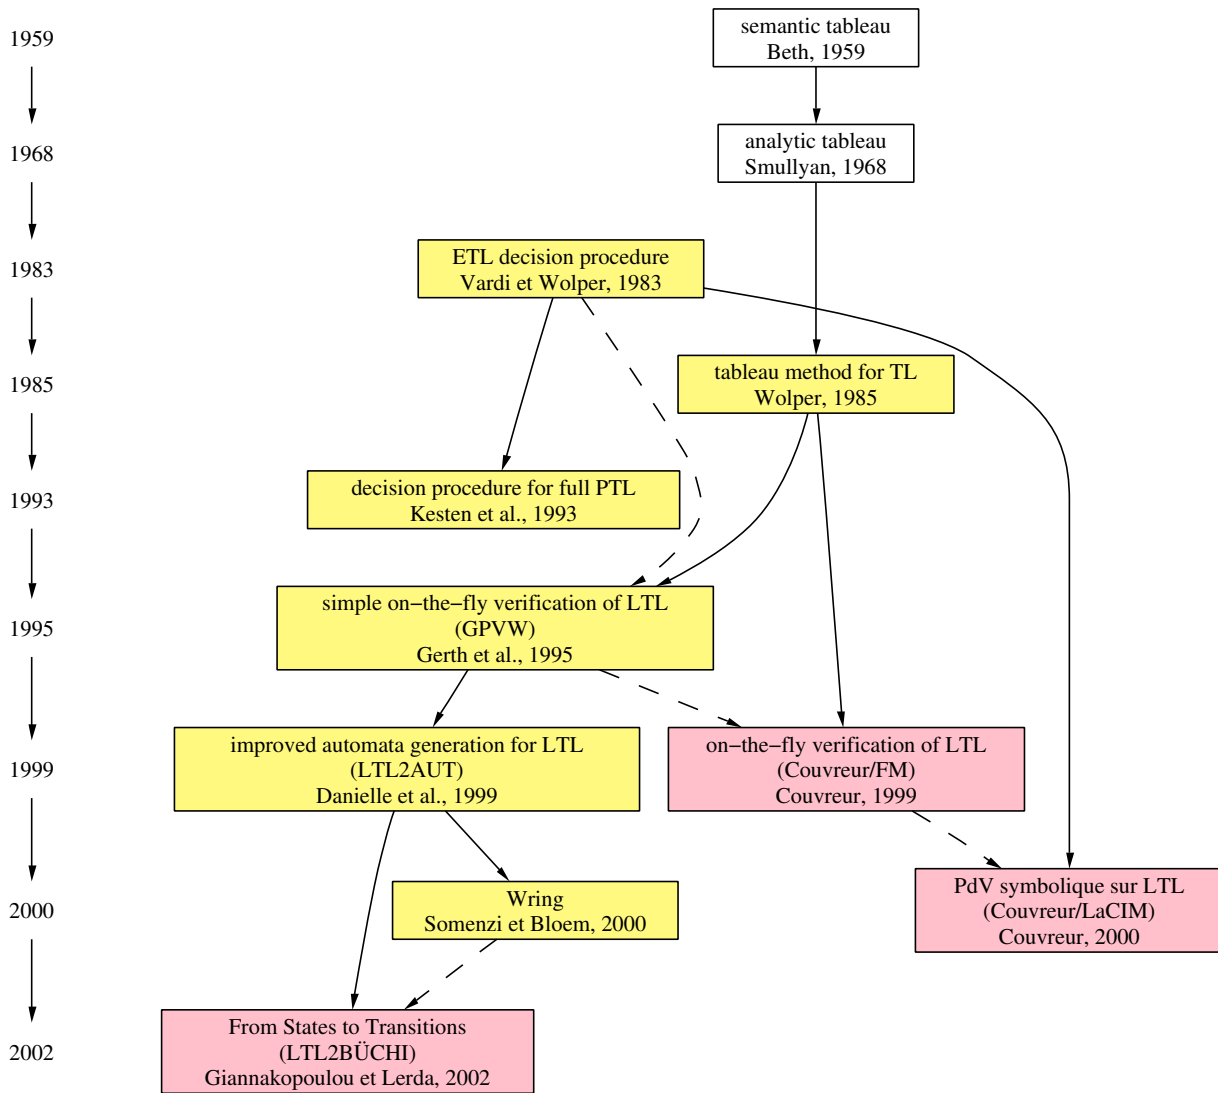 1959
semantic tableau
Beth, 1959
1968
analytic tableau
Smullyan, 1968
1983
ETL decision procedure
Vardi et Wolper, 1983
1985
tableau method for TL
Wolper, 1985
1993
decision procedure for full PTL
Kesten et al., 1993
1995
simple on−the−fly verification of LTL
(GPVW)
Gerth et al., 1995
1999
improved automata generation for LTL
(LTL2AUT)
Danielle et al., 1999
on−the−fly verification of LTL
(Couvreur/FM)
Couvreur, 1999
2000
Wring
Somenzi et Bloem, 2000
PdV symbolique sur LTL
(Couvreur/LaCIM)
Couvreur, 2000
2002
From States to Transitions
(LTL2BÜCHI)
Giannakopoulou et Lerda, 2002